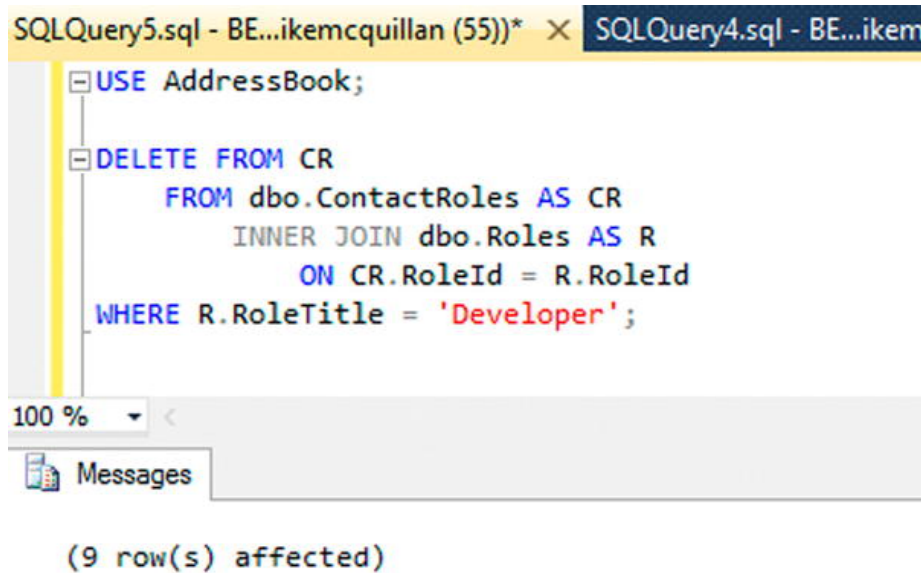 SQLQuery5.sql - BE...ikemcquillan (55))* SQLQuery4.sql - BE...ikem
USE AddressBook;
DELETE FROM CR
FROM dbo.ContactRoles AS CR
INNER JOIN dbo.Roles AS R
ON CR.RoleId = R.RoleId
WHERE R.RoleTitle = 'Developer';
100 %
Messages
(9 row(s) affected)